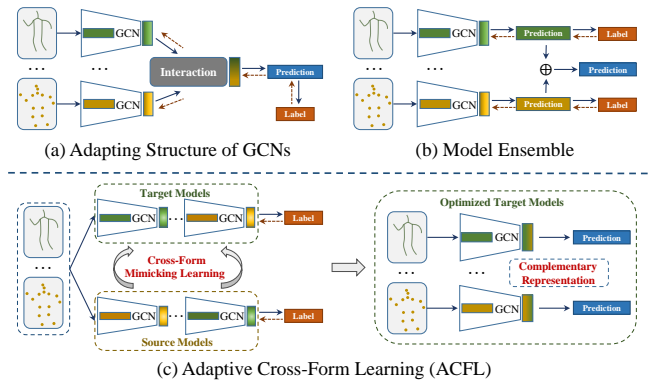 GCN
Interaction
Prediction
Label
GCN
(a) Adapting Structure of GCNs
GCN
Prediction
Label
Prediction
GCN
Prediction
Label
(b) Model Ensemble
Target Models
GCN
GCN
Label
Cross-Form
Mimicking Learning
GCN
GCN
Label
Source Models
Optimized Target Models
GCN
Prediction
Complementary
Representation
GCN
Prediction
(c) Adaptive Cross-Form Learning (ACFL)